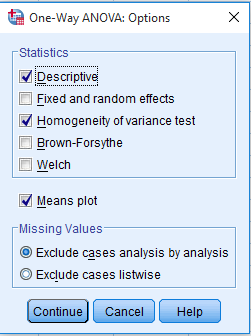 One-Way ANOVA: Options
Statistics
Descriptive
Fixed and random effects
Homogeneity of variance test
Brown-Forsythe
Welch
Means plot
Missing Values
Exclude cases analysis by analysis
Exclude cases listwise
Continue Cancel Help